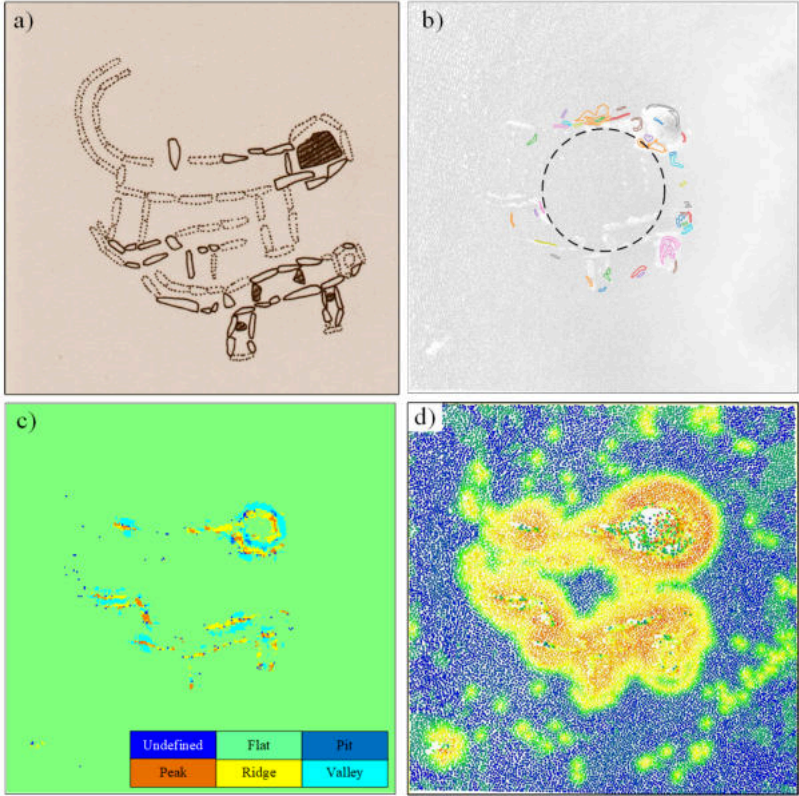 a)
b)
c)
Undefined Flat Pit
Peak Ridge Valley
d)